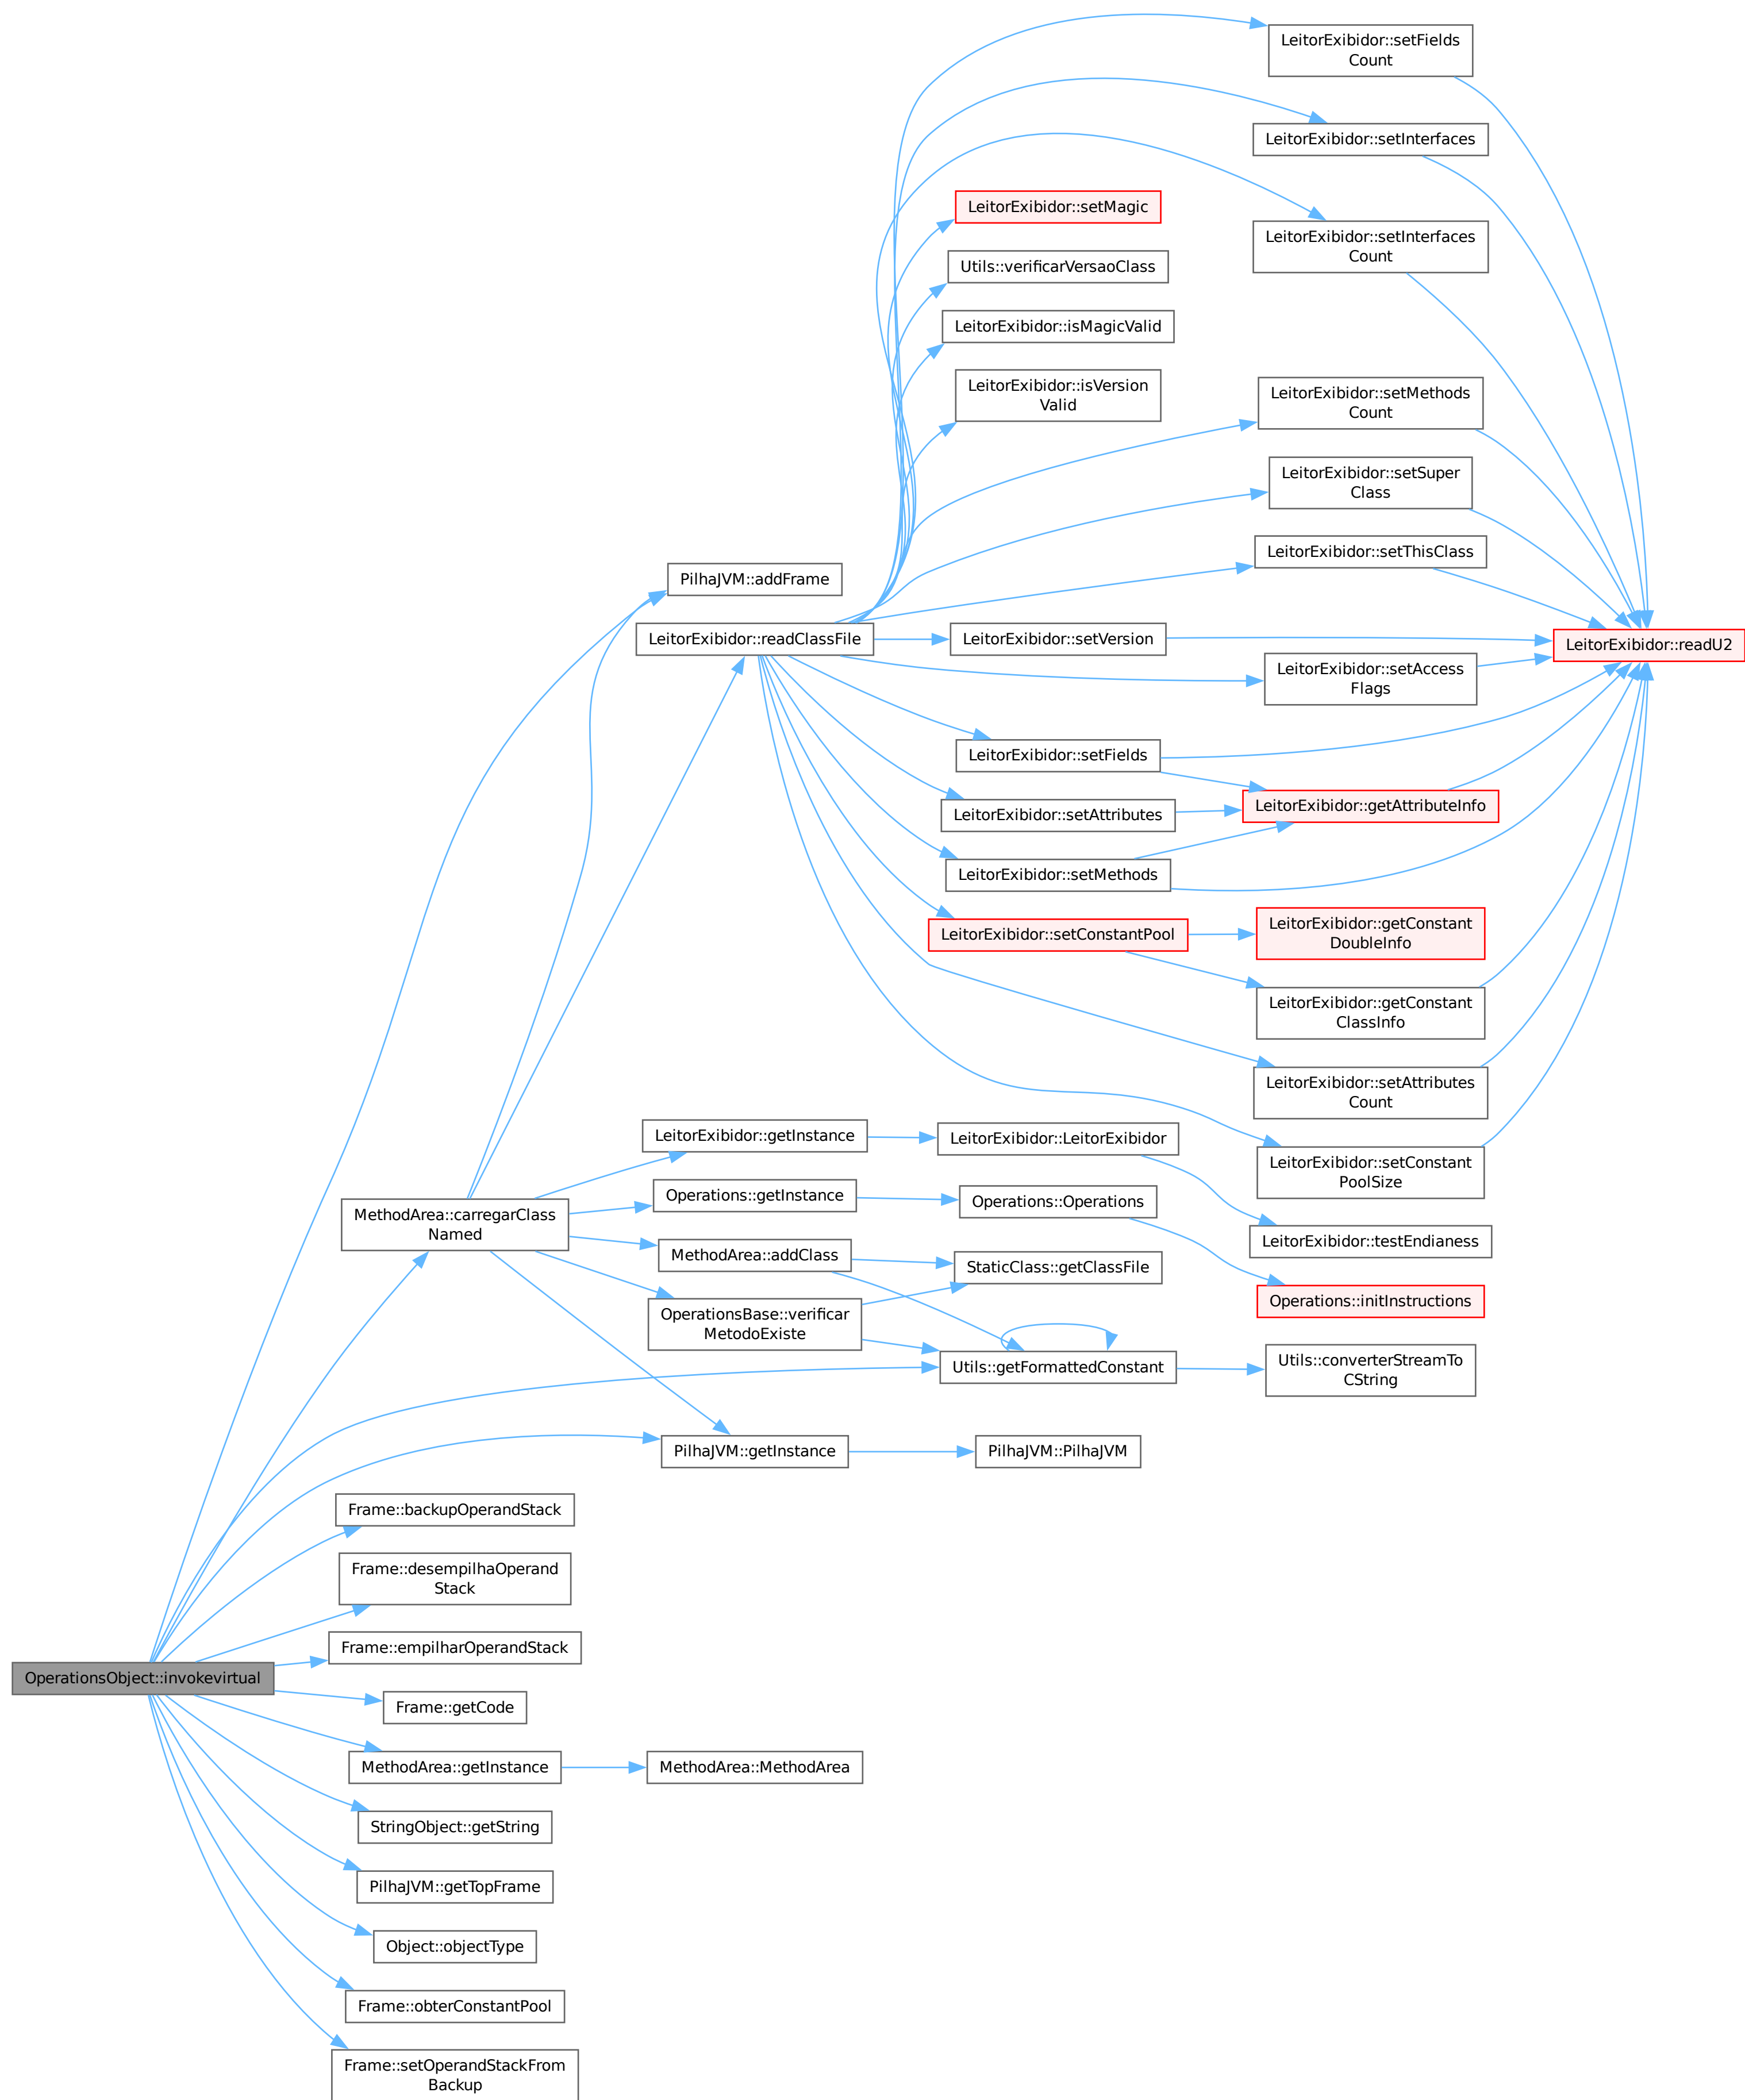 LeitorExibidor::setFields
Count
LeitorExibidor::setInterfaces
LeitorExibidor::setMagic
LeitorExibidor::setInterfaces
Count
Utils::verificarVersaoClass
LeitorExibidor::isMagicValid
LeitorExibidor::isVersion
Valid
LeitorExibidor::setMethods
Count
LeitorExibidor::setSuper
Class
LeitorExibidor::setThisClass
PilhaJVM::addFrame
LeitorExibidor::readClassFile
LeitorExibidor::setVersion
LeitorExibidor::readU2
LeitorExibidor::setAccess
Flags
LeitorExibidor::setFields
LeitorExibidor::getAttributeInfo
LeitorExibidor::setAttributes
LeitorExibidor::setMethods
LeitorExibidor::setConstantPool
LeitorExibidor::getConstant
DoubleInfo
LeitorExibidor::getConstant
ClassInfo
LeitorExibidor::setAttributes
Count
LeitorExibidor::getInstance
LeitorExibidor::LeitorExibidor
LeitorExibidor::setConstant
PoolSize
MethodArea::carregarClass
Named
Operations::getInstance
Operations::Operations
LeitorExibidor::testEndianess
MethodArea::addClass
StaticClass::getClassFile
Operations::initInstructions
OperationsBase::verificar
MetodoExiste
Utils::getFormattedConstant
Utils::converterStreamTo
CString
PilhaJVM::getInstance
PilhaJVM::PilhaJVM
Frame::backupOperandStack
Frame::desempilhaOperand
Stack
Frame::empilharOperandStack
OperationsObject::invokevirtual
Frame::getCode
MethodArea::getInstance
MethodArea::MethodArea
StringObject::getString
PilhaJVM::getTopFrame
Object::objectType
Frame::obterConstantPool
Frame::setOperandStackFrom
Backup